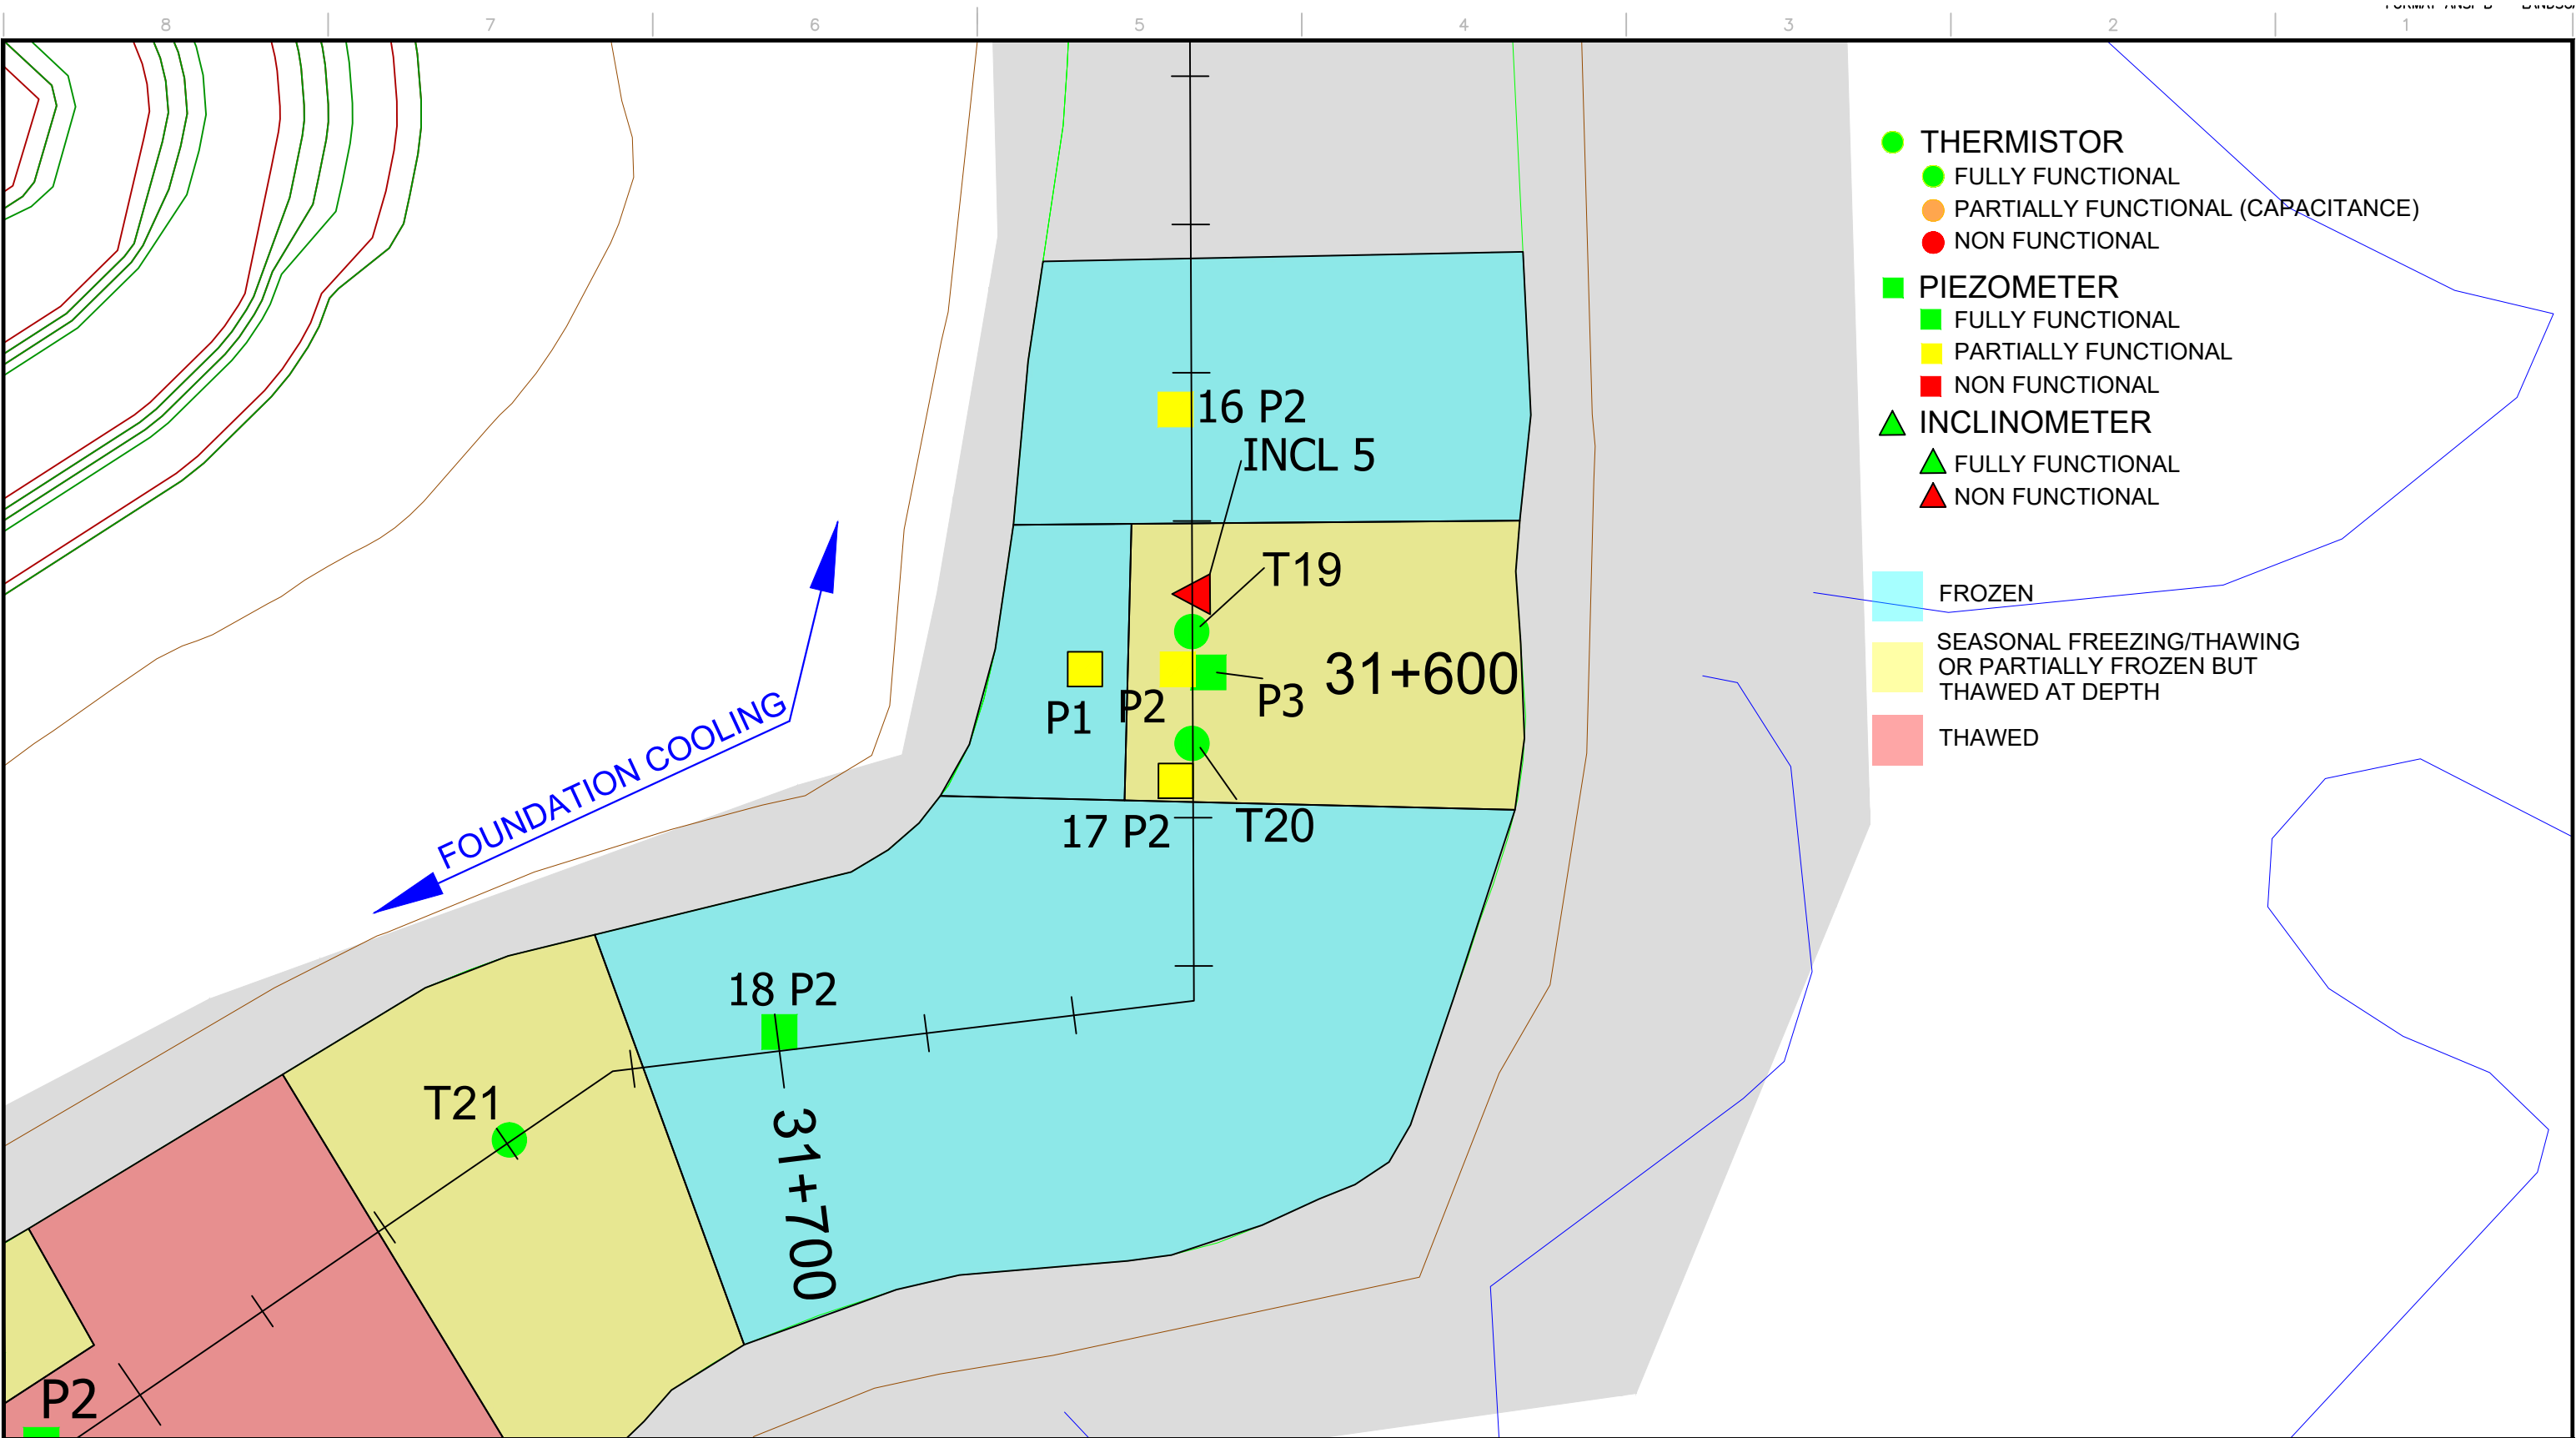 8 7 6 5 4 3 2 1
THERMISTOR
FULLY FUNCTIONAL
PARTIALLY FUNCTIONAL (CAPACITANCE)
NON FUNCTIONAL
PIEZOMETER
FULLY FUNCTIONAL
PARTIALLY FUNCTIONAL
NON FUNCTIONAL
INCLINOMETER
FULLY FUNCTIONAL
NON FUNCTIONAL
FROZEN
SEASONAL FREEZING/THAWING
OR PARTIALLY FROZEN BUT
THAWED AT DEPTH
THAWED
16 P2
INCL 5
T19
31+600
P1
P2
P3
17 P2
T20
FOUNDATION COOLING
18 P2
31+700
T21
P2